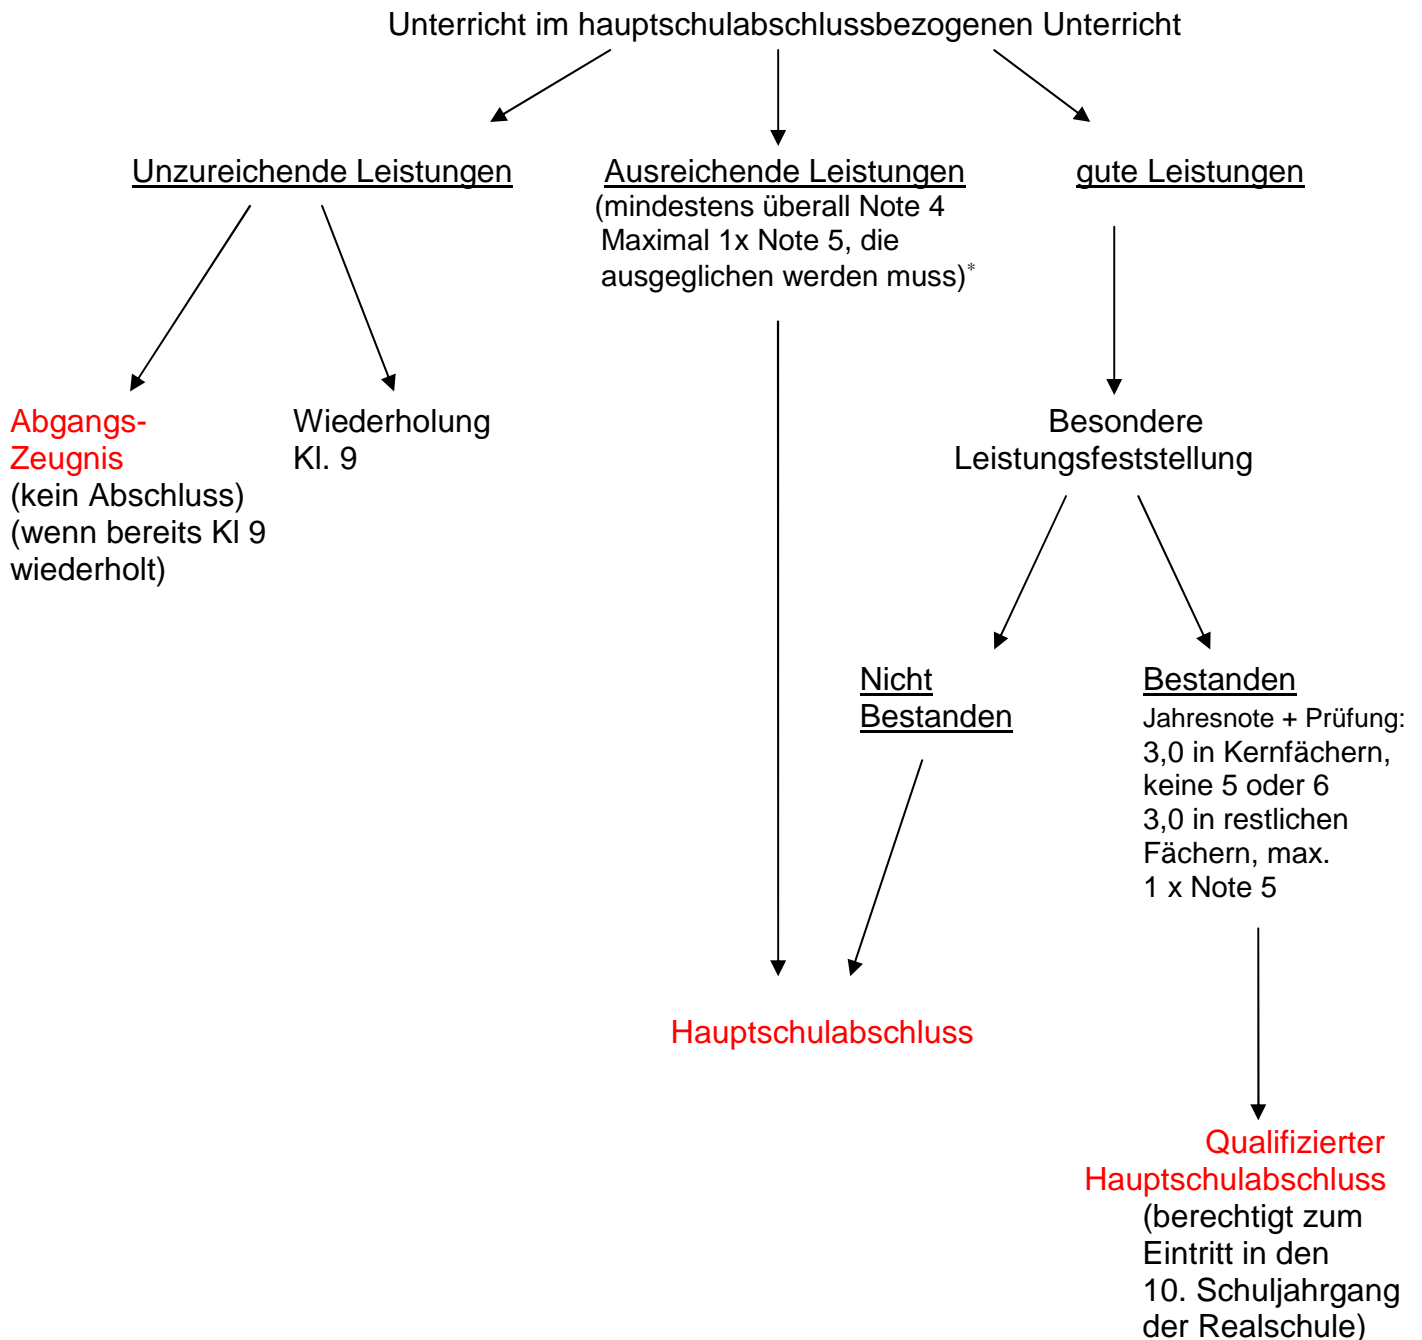 Unterricht im hauptschulabschlussbezogenen Unterricht
Unzureichende Leistungen
Ausreichende Leistungen
(mindestens überall Note 4
Maximal 1x Note 5, die
ausgeglichen werden muss)*
gute Leistungen
Abgangs-
Zeugnis
(kein Abschluss)
(wenn bereits Kl 9
wiederholt)
Wiederholung
Kl. 9
Besondere
Leistungsfeststellung
Nicht
Bestanden
Bestanden
Jahresnote + Prüfung:
3,0 in Kernfächern,
keine 5 oder 6
3,0 in restlichen
Fächern, max.
1 x Note 5
Hauptschulabschluss
Qualifizierter
Hauptschulabschluss
(berechtigt zum
Eintritt in den
10. Schuljahrgang
der Realschule)